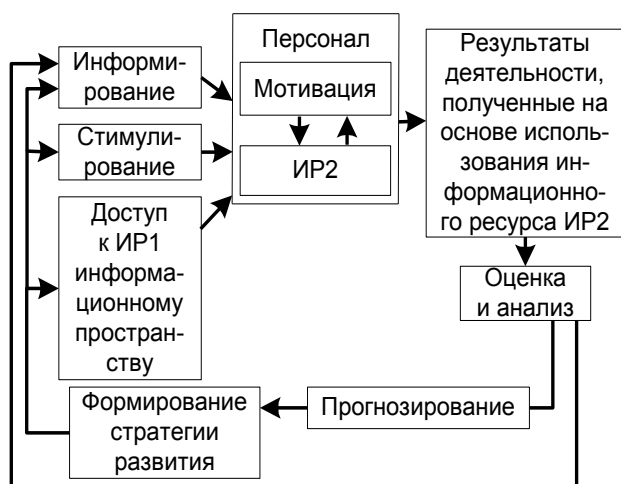 Информи-
рование
Стимули-
рование
Доступ
к ИР1
информа-
ционному
простран-
ству
Персонал
Мотивация
ИР2
Результаты
деятельности,
полученные на
основе исполь-
зования ин-
формационно-
го ресурса ИР2
Оценка
и анализ
Прогнозирование
Формирование
стратегии
развития